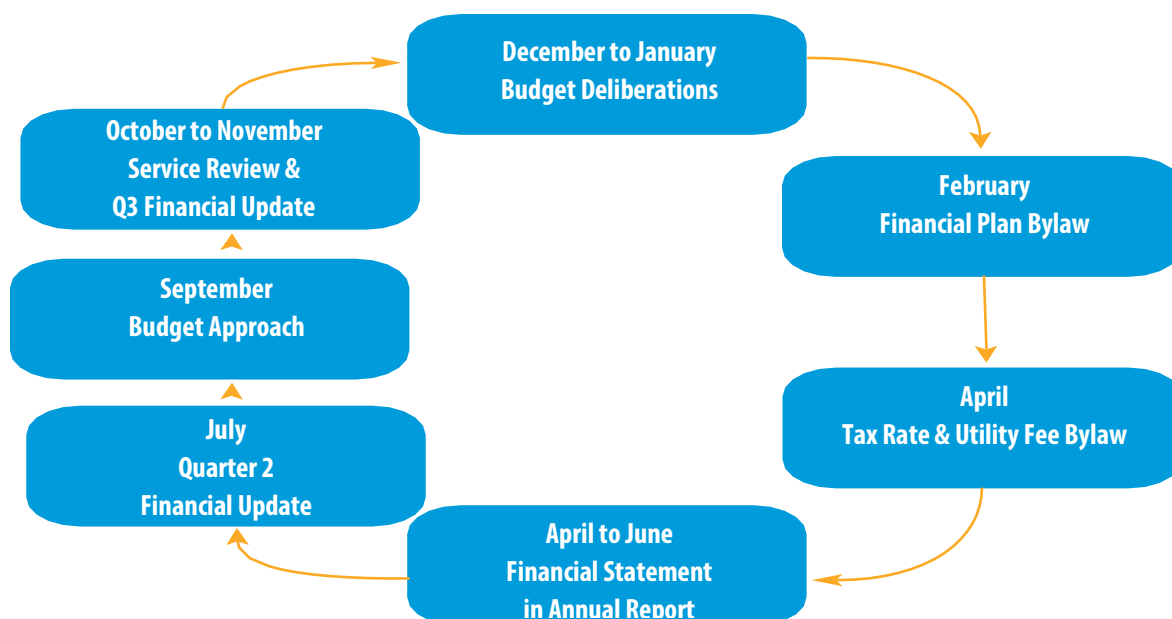 December to January
Budget Deliberations
February
Financial Plan Bylaw
April
Tax Rate & Utility Fee Bylaw
April to June
Financial Statement
in Annual Report
July
Quarter 2
Financial Update
September
Budget Approach
October to November
Service Review &
Q3 Financial Update